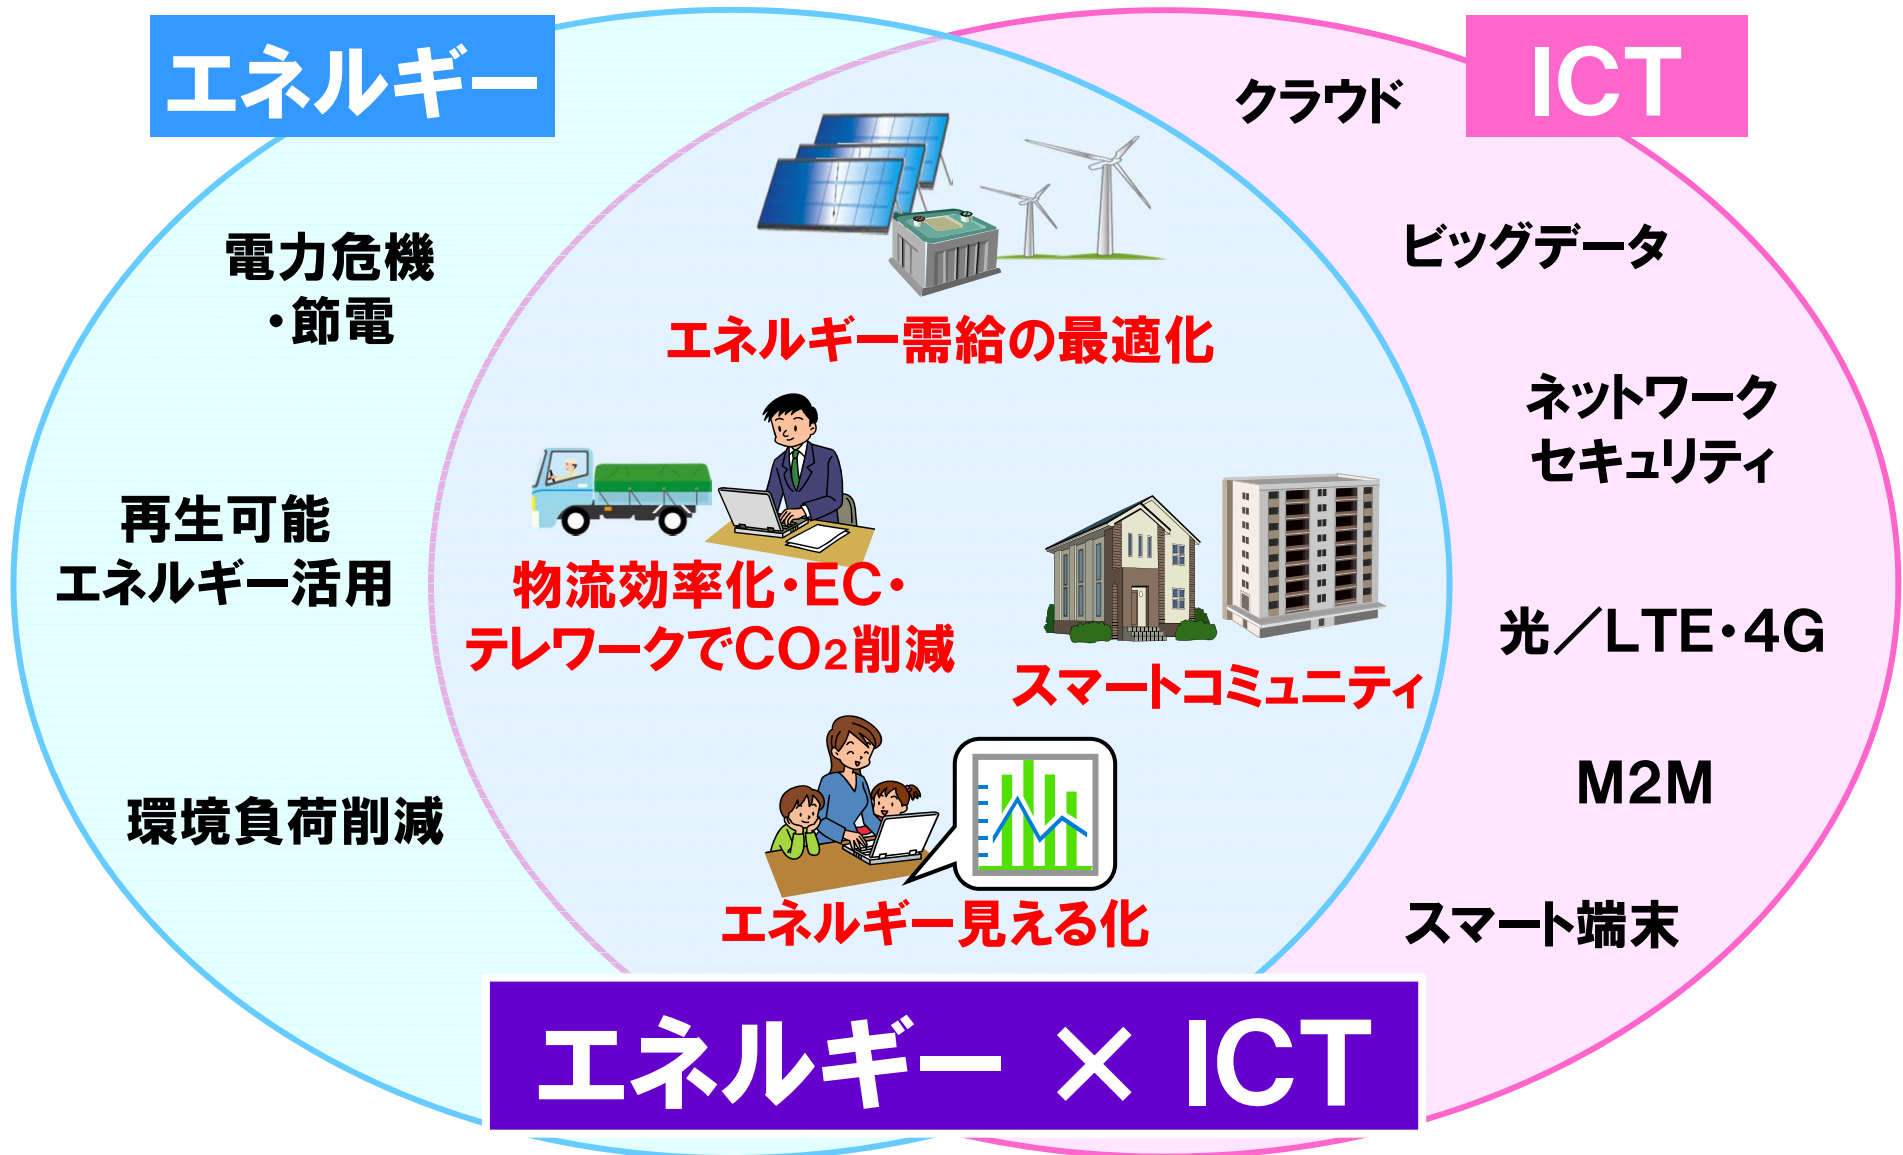 エネルギー
ICT
クラウド
ビッグデータ
電力危機
・節電
エネルギー需給の最適化
ネットワーク
セキュリティ
再生可能
エネルギー活用
物流効率化・EC・
テレワークでCO2削減
スマートコミュニティ
光／LTE・4G
M2M
環境負荷削減
エネルギー見える化
スマート端末
エネルギー × ICT